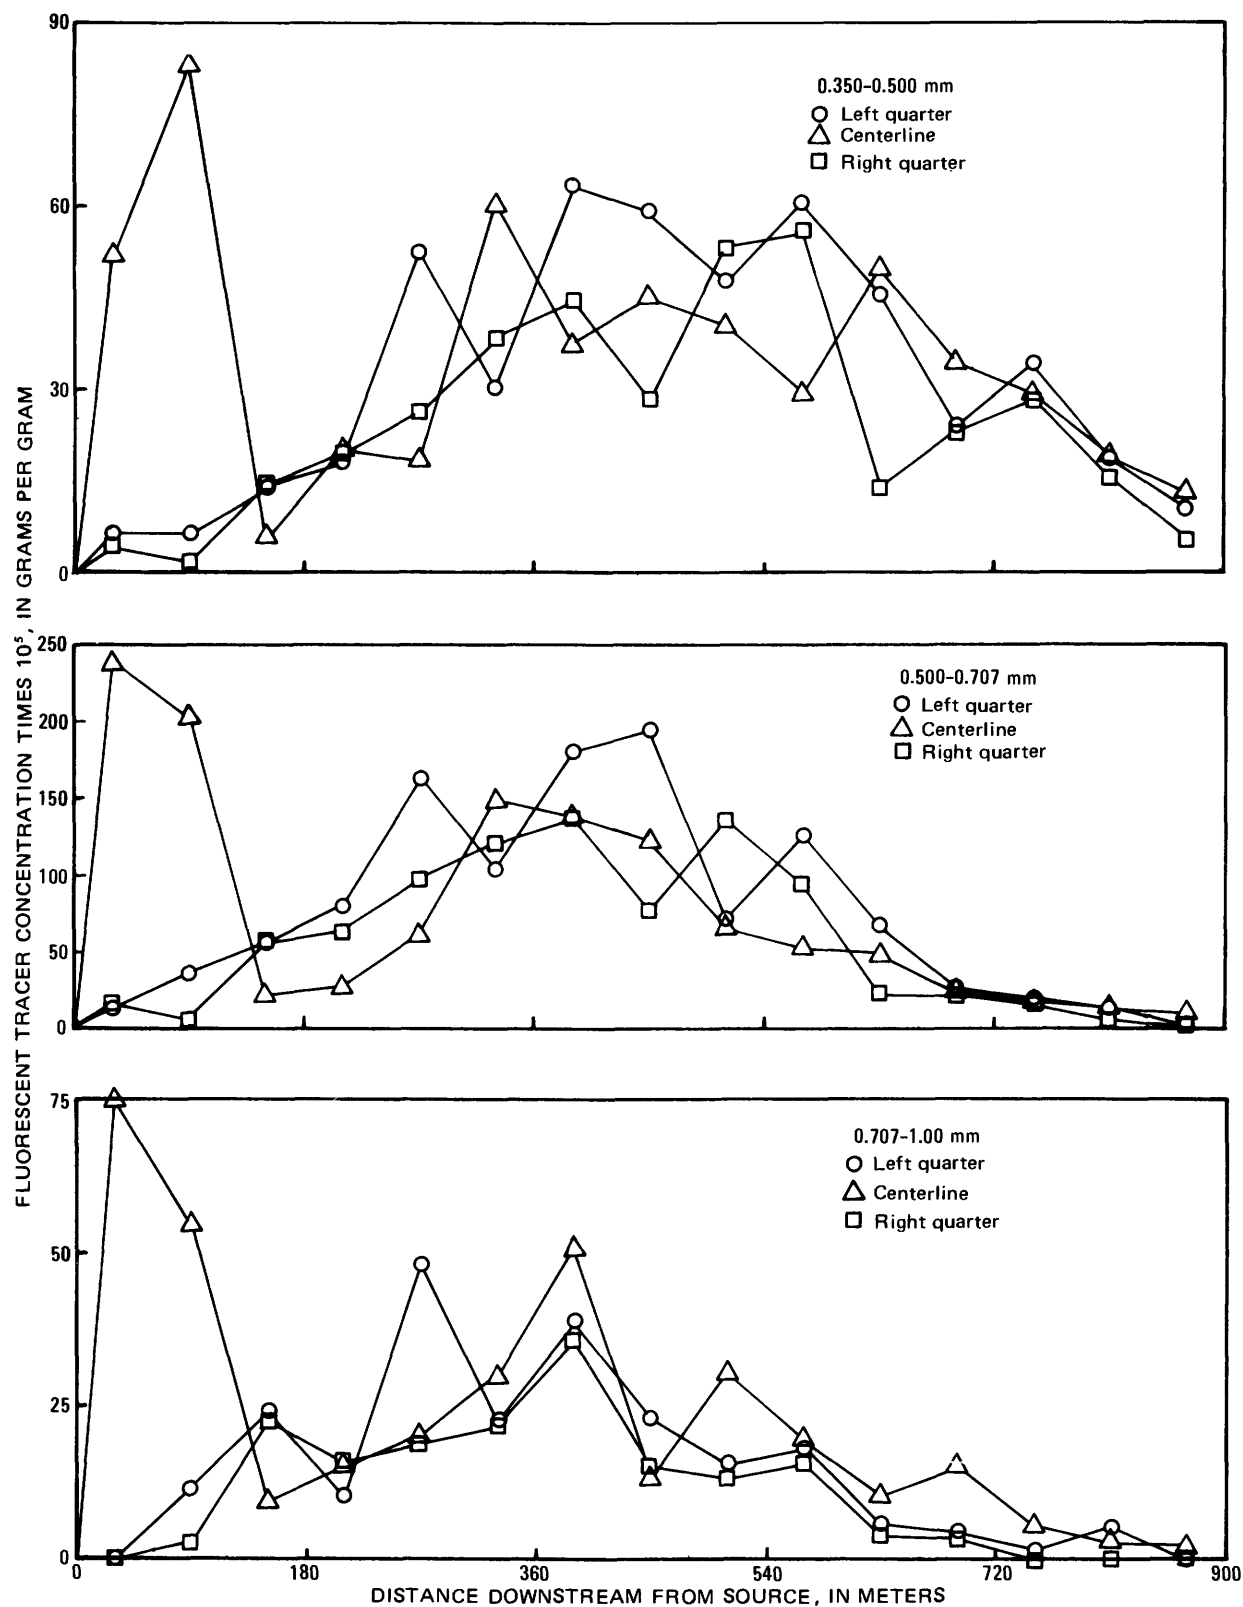 FLUORESCENT TRACER CONCENTRATION TIMES 10⁵, IN GRAMS PER GRAM
90
60
30
0
0.350-0.500 mm
Left quarter
Centerline
Right quarter
250
200
150
100
50
0
0.500-0.707 mm
Left quarter
Centerline
Right quarter
75
50
25
0
0.707-1.00 mm
Left quarter
Centerline
Right quarter
0 180 360 540 720 900
DISTANCE DOWNSTREAM FROM SOURCE, IN METERS